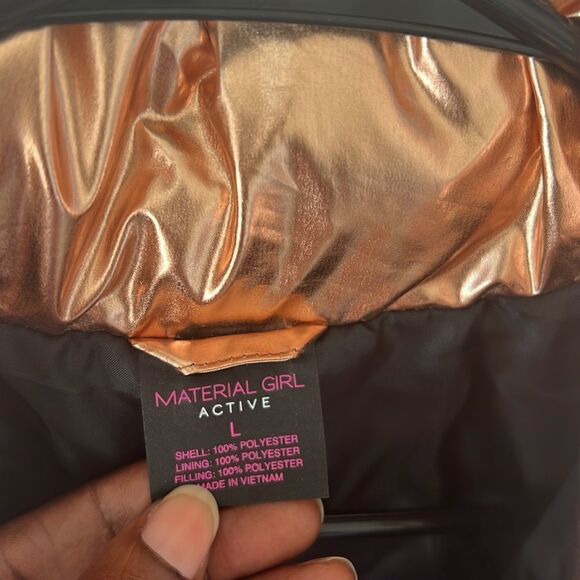 MATERIAL GIRL
ACTIVE
L
SHELL: 100% POLYESTER
LINING: 100% POLYESTER
FILLING: 100% POLYESTER
MADE IN VIETNAM